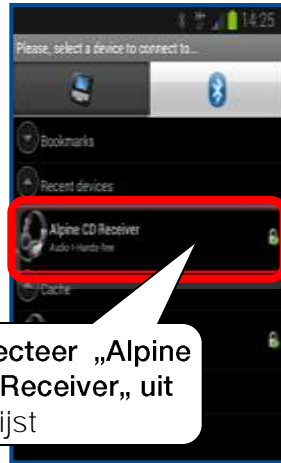 14:25
Please, select a device to connect to...
Bookmarks
Recent devices
Alpine CD Receiver
Audio • Hands-free
Cache
ecteer „Alpine
Receiver„ uit
ijst